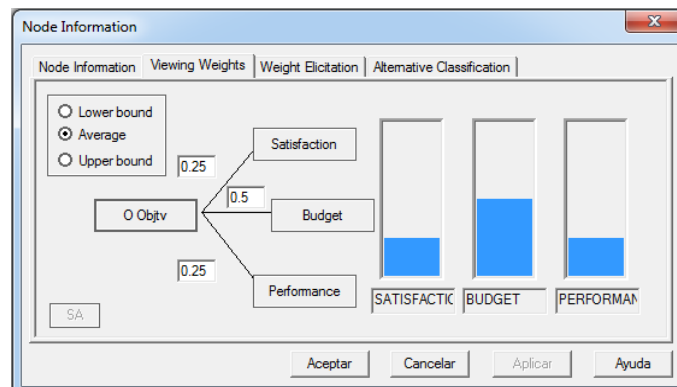 Node Information
Node Information Viewing Weights Weight Elicitation Alternative Classification
Lower bound
Average
Upper bound
Satisfaction
0.25
0.5
O Objtv
Budget
0.25
Performance
SATISFACTIC BUDGET PERFORMAN
SA
Aceptar Cancelar Aplicar Ayuda